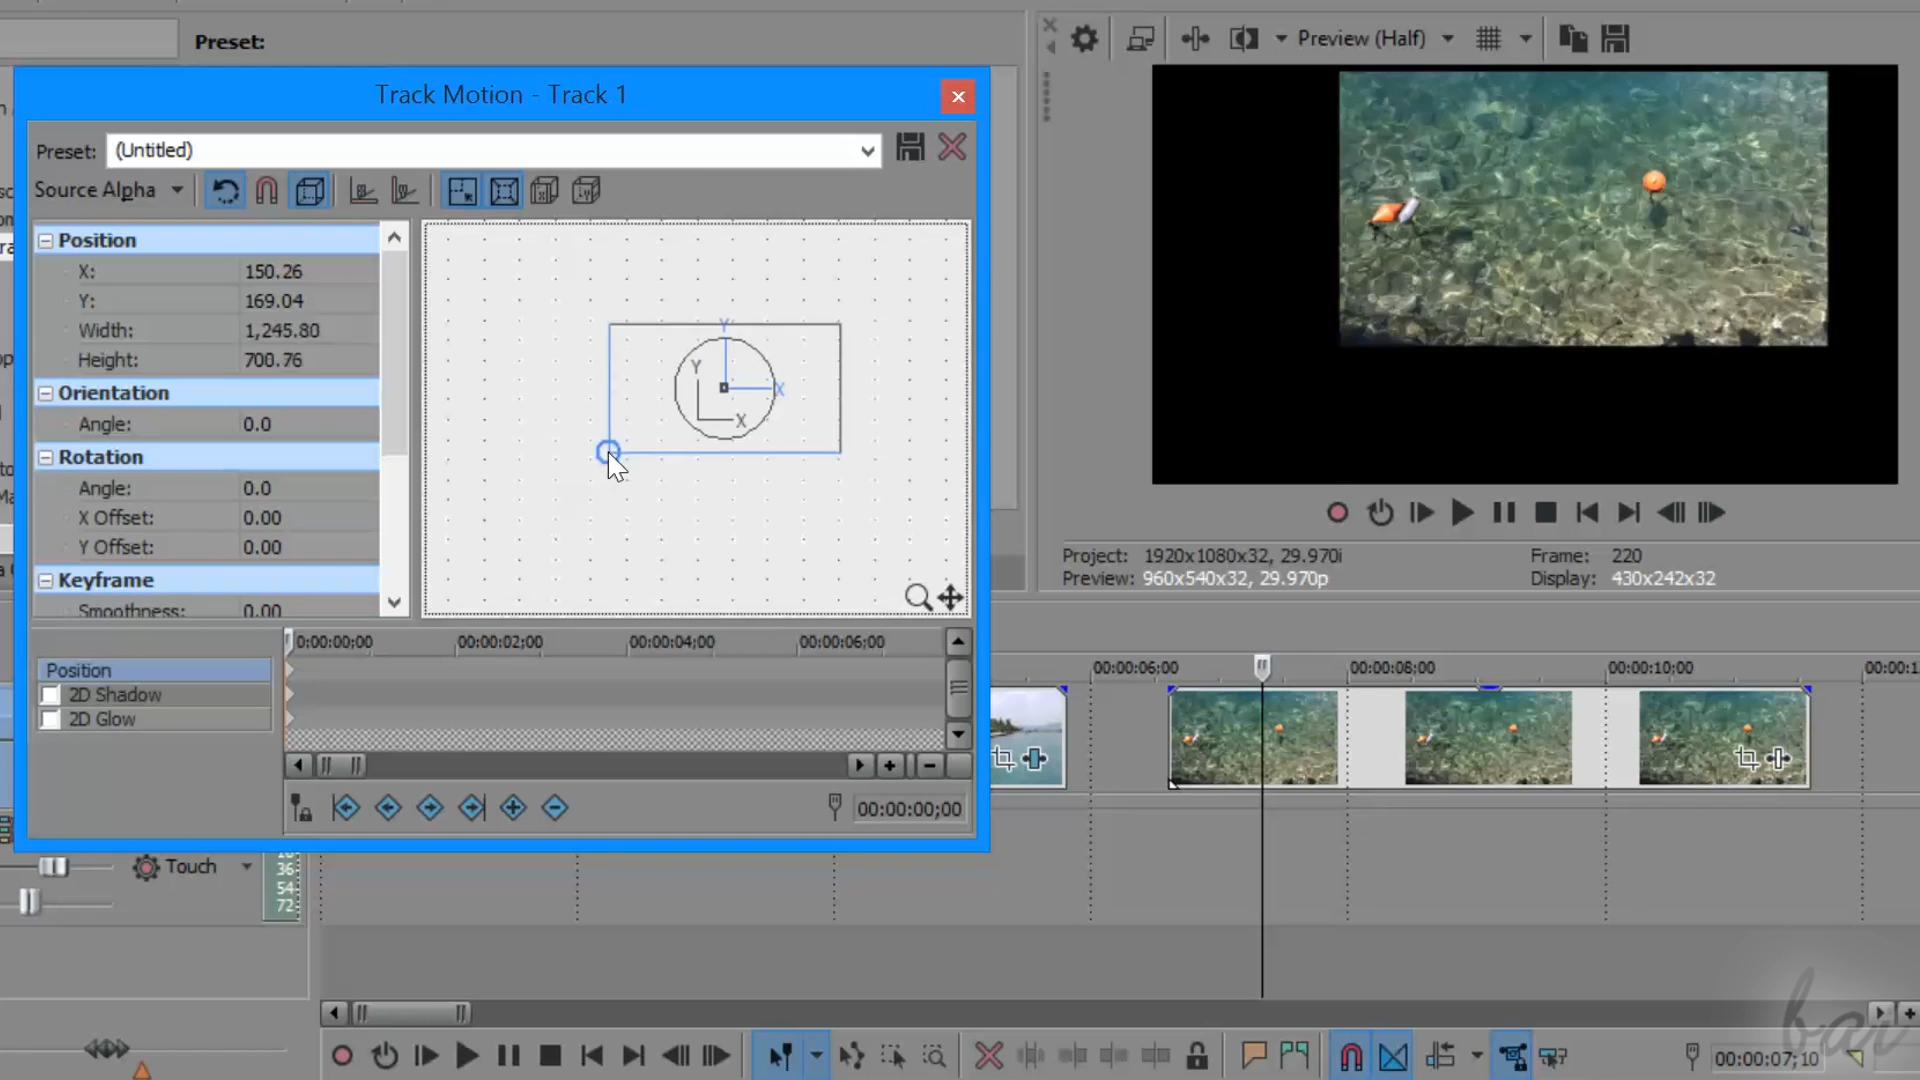 Preset:
Preview (Half)
Track Motion - Track 1
Preset: (Untitled)
Source Alpha
Position
X: 150.26
Y: 169.04
Width: 1,245.80
Height: 700.76
Orientation
Angle: 0.0
Rotation
Angle: 0.0
X Offset: 0.00
Y Offset: 0.00
Keyframe
Smoothness: 0.00
Y
Y
X
X
Project: 1920x1080x32, 29.970i
Frame: 220
Preview: 960x540x32, 29.970p
Display: 430x242x32
0:00:00;00 00:00:02;00 00:00:04;00 00:00:06;00
Position
2D Shadow
2D Glow
00:00:06;00 00:00:08;00 00:00:10;00
00:00:00;00
Touch
36
54
72
bar
00:00:07;10